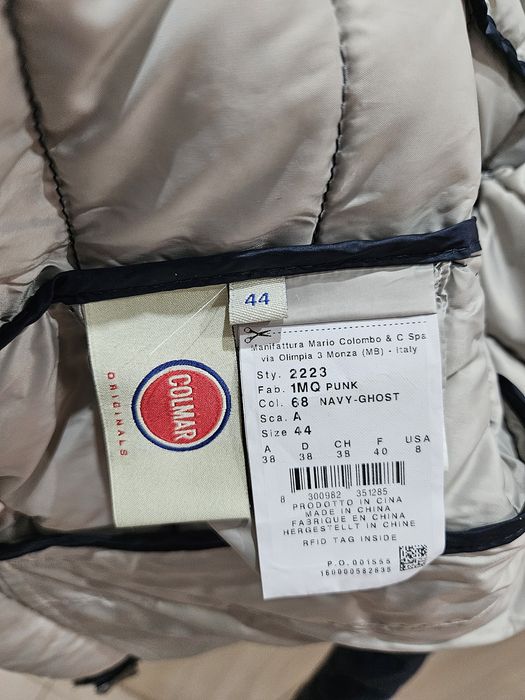 44
COLMAR
ORIGINALS
Manifattura Mario Colombo & C Spa
via Olimpia 3 Monza (MB) - Italy
Sty. 2223
Fab. 1MQ PUNK
Col. 68 NAVY-GHOST
Sca. A
Size 44
A D CH F USA
38 38 38 40 8
8 300982 351285
PRODOTTO IN CINA
MADE IN CHINA
FABRIQUE EN CHINA
HERGESTELLT IN CHINE
RFID TAG INSIDE
P.O. 001555
160000582835